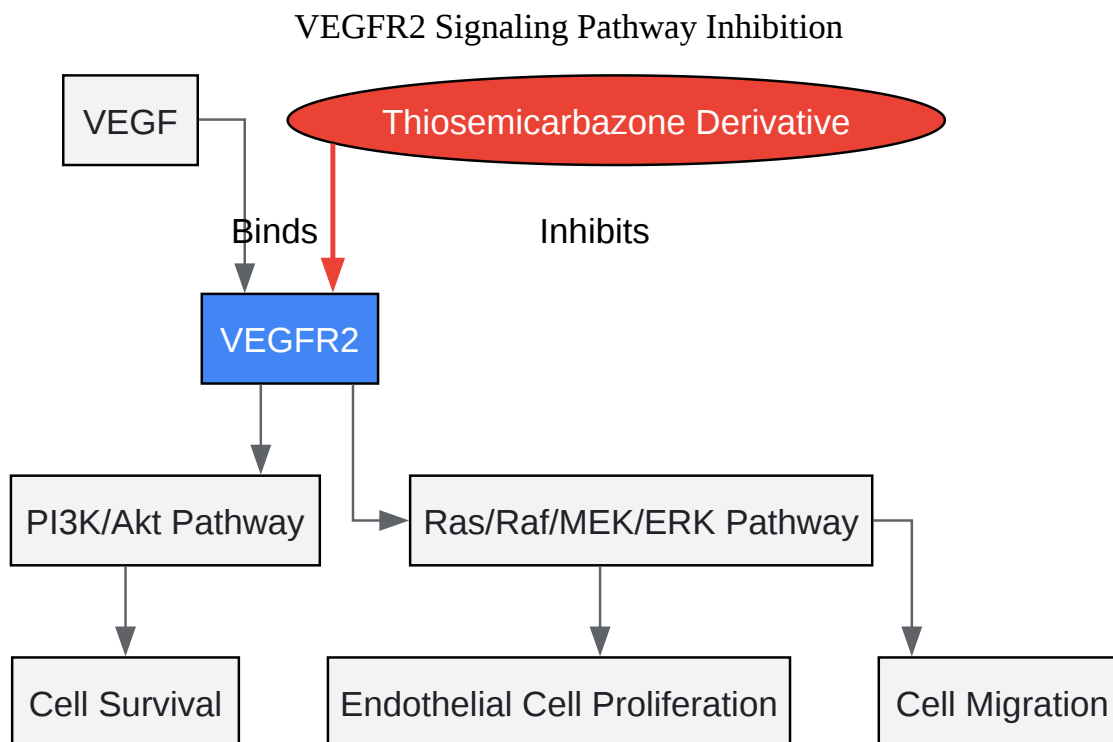 VEGFR2 Signaling Pathway Inhibition
VEGF
Thiosemicarbazone Derivative
Binds
Inhibits
VEGFR2
PI3K/Akt Pathway
Ras/Raf/MEK/ERK Pathway
Cell Survival
Endothelial Cell Proliferation
Cell Migration